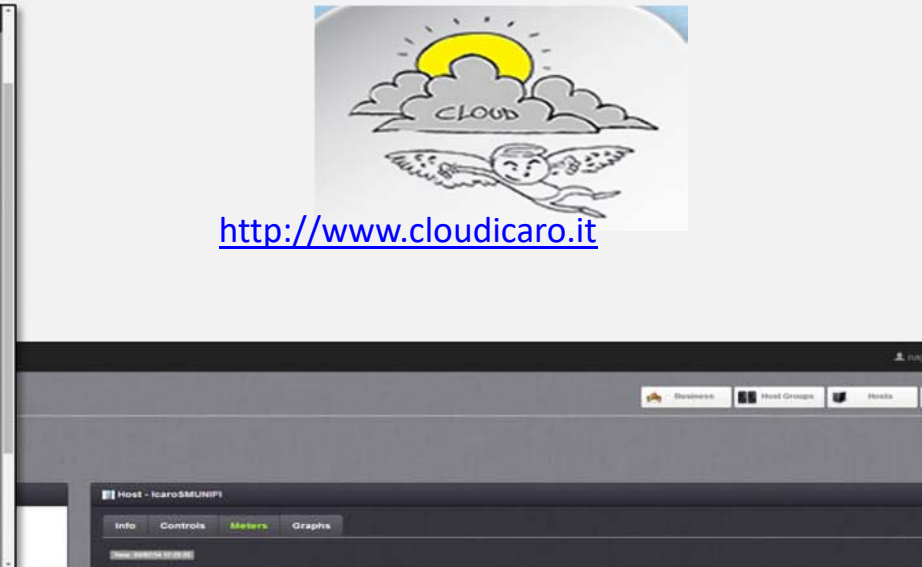 CLOUD
http://www.cloudicaro.it
Business Host Groups Hosts
Host - IcaroSMUNIFI
Info Controls Meters Graphs